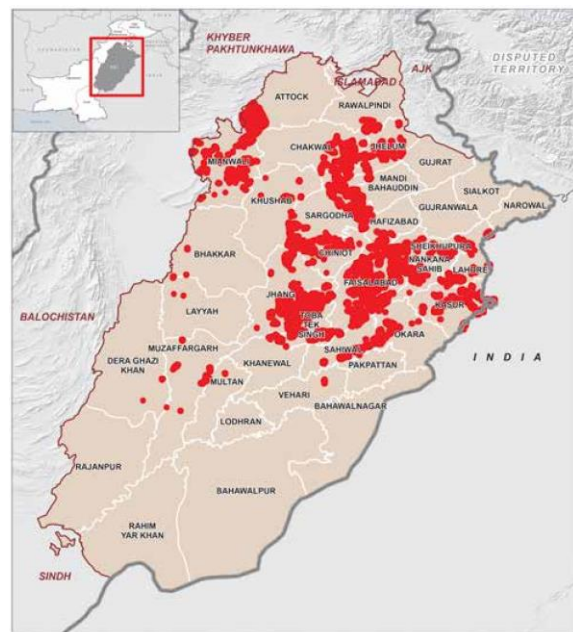 KHYBER
PAKHTUNKHAWA
AJK
DISPUTED
TERRITORY
ISLAMABAD
ATTOCK
RAWALPINDI
CHAKWAL
JHELUM
MIANWALI
GUJRAT
MANDI
BAHAUDDIN
SIALKOT
KHUSHAB
GUJRANWALA
NAROWAL
SARGODHA
HAFIZABAD
CHINIOT
SHEIKHUPURA
BHAKKAR
NANKANA
SAHIB
LAHORE
FAISALABAD
JHANG
KASUR
LAYYAH
TOBA
TEK
SINGH
BALOCHISTAN
OKARA
MUZAFFARGARH
SAHIWAL
INDIA
DERA GHAZI
KHAN
KHANEWAL
PAKPATTAN
MULTAN
VEHARI
BAHAWALNAGAR
LODHRAN
RAJANPUR
BAHAWALPUR
RAHIM
YAR KHAN
SINDH